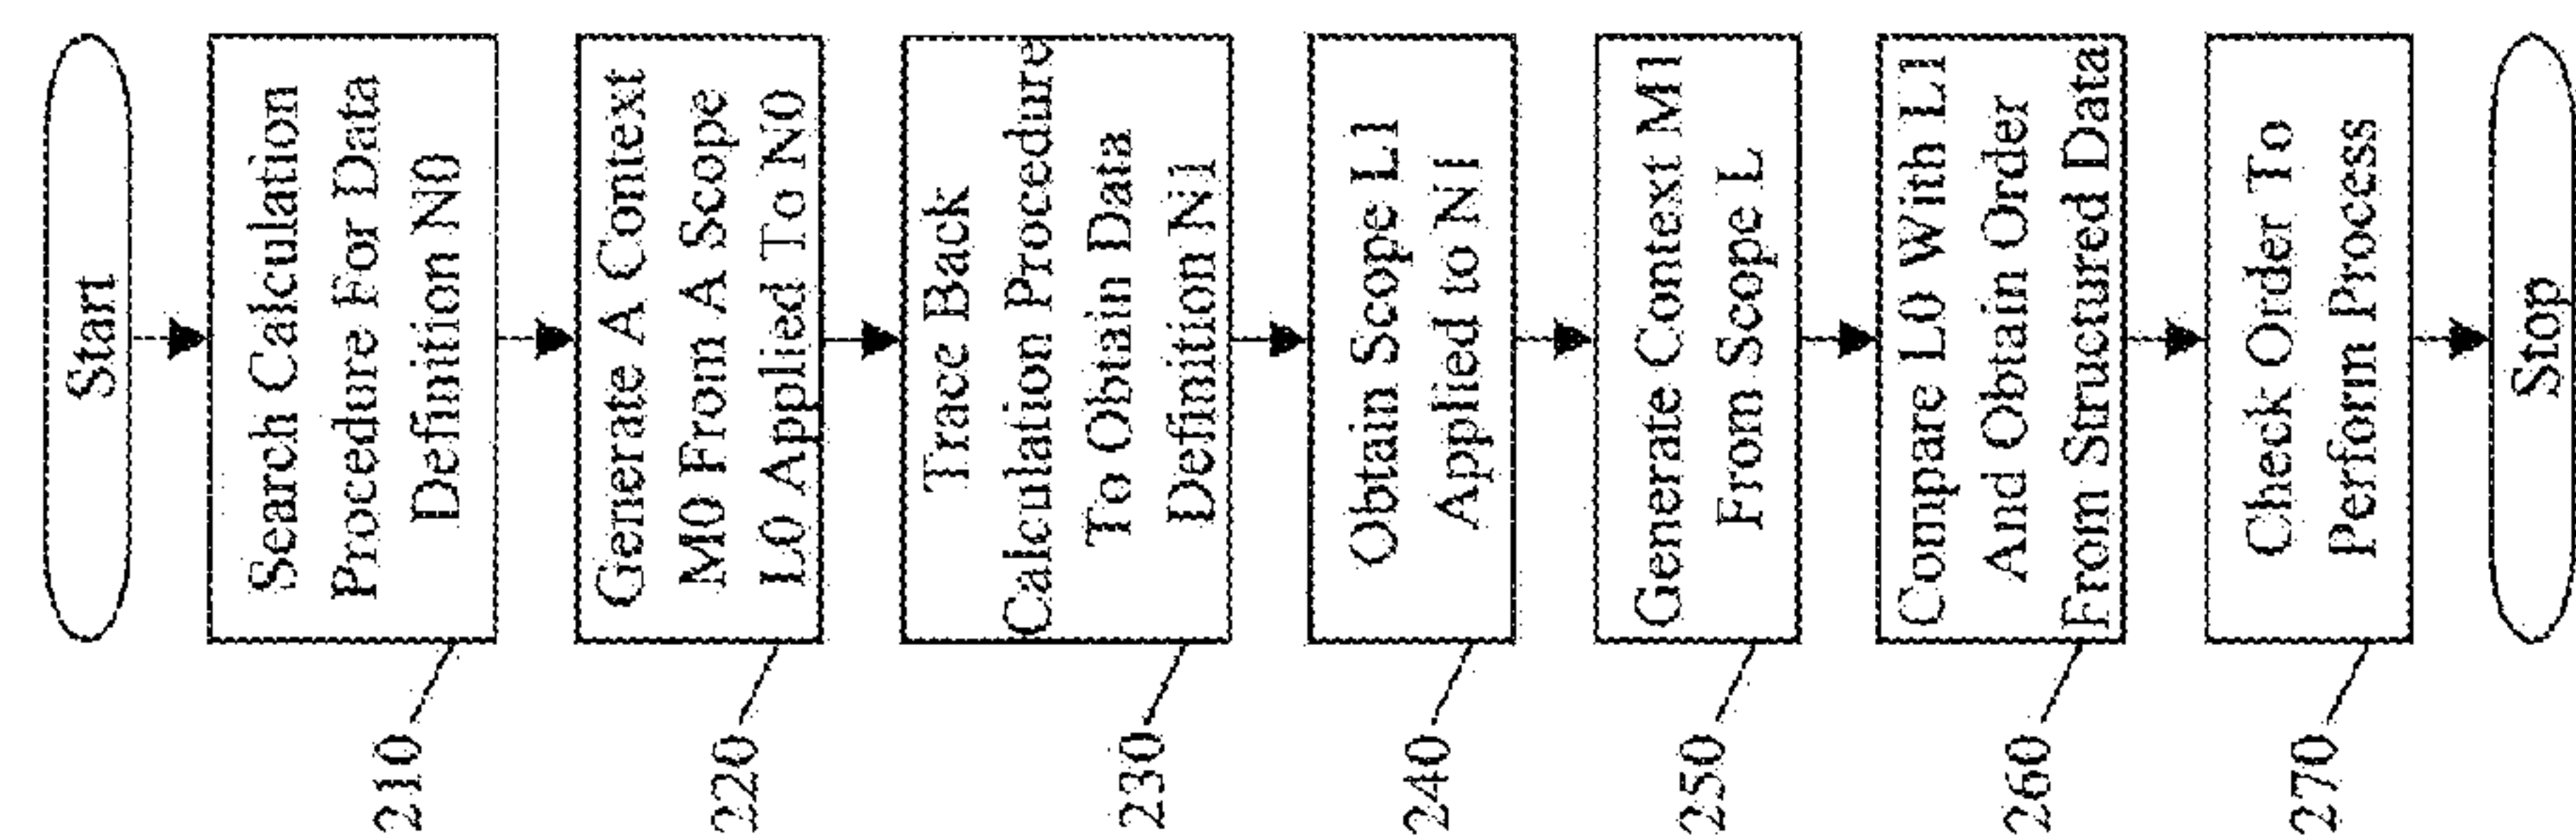 Start
Search Calculation
Procedure For Data
Definition N0
210
Generate A Context
M0 From A Scope
L0 Applied To N0
220
Trace Back
Calculation Procedure
To Obtain Data
Definition N1
230
Obtain Scope L1
Applied to N1
240
Generate Context M1
From Scope L
250
Compare L0 With L1
And Obtain Order
From Structured Data
260
Check Order To
Perform Process
270
Stop